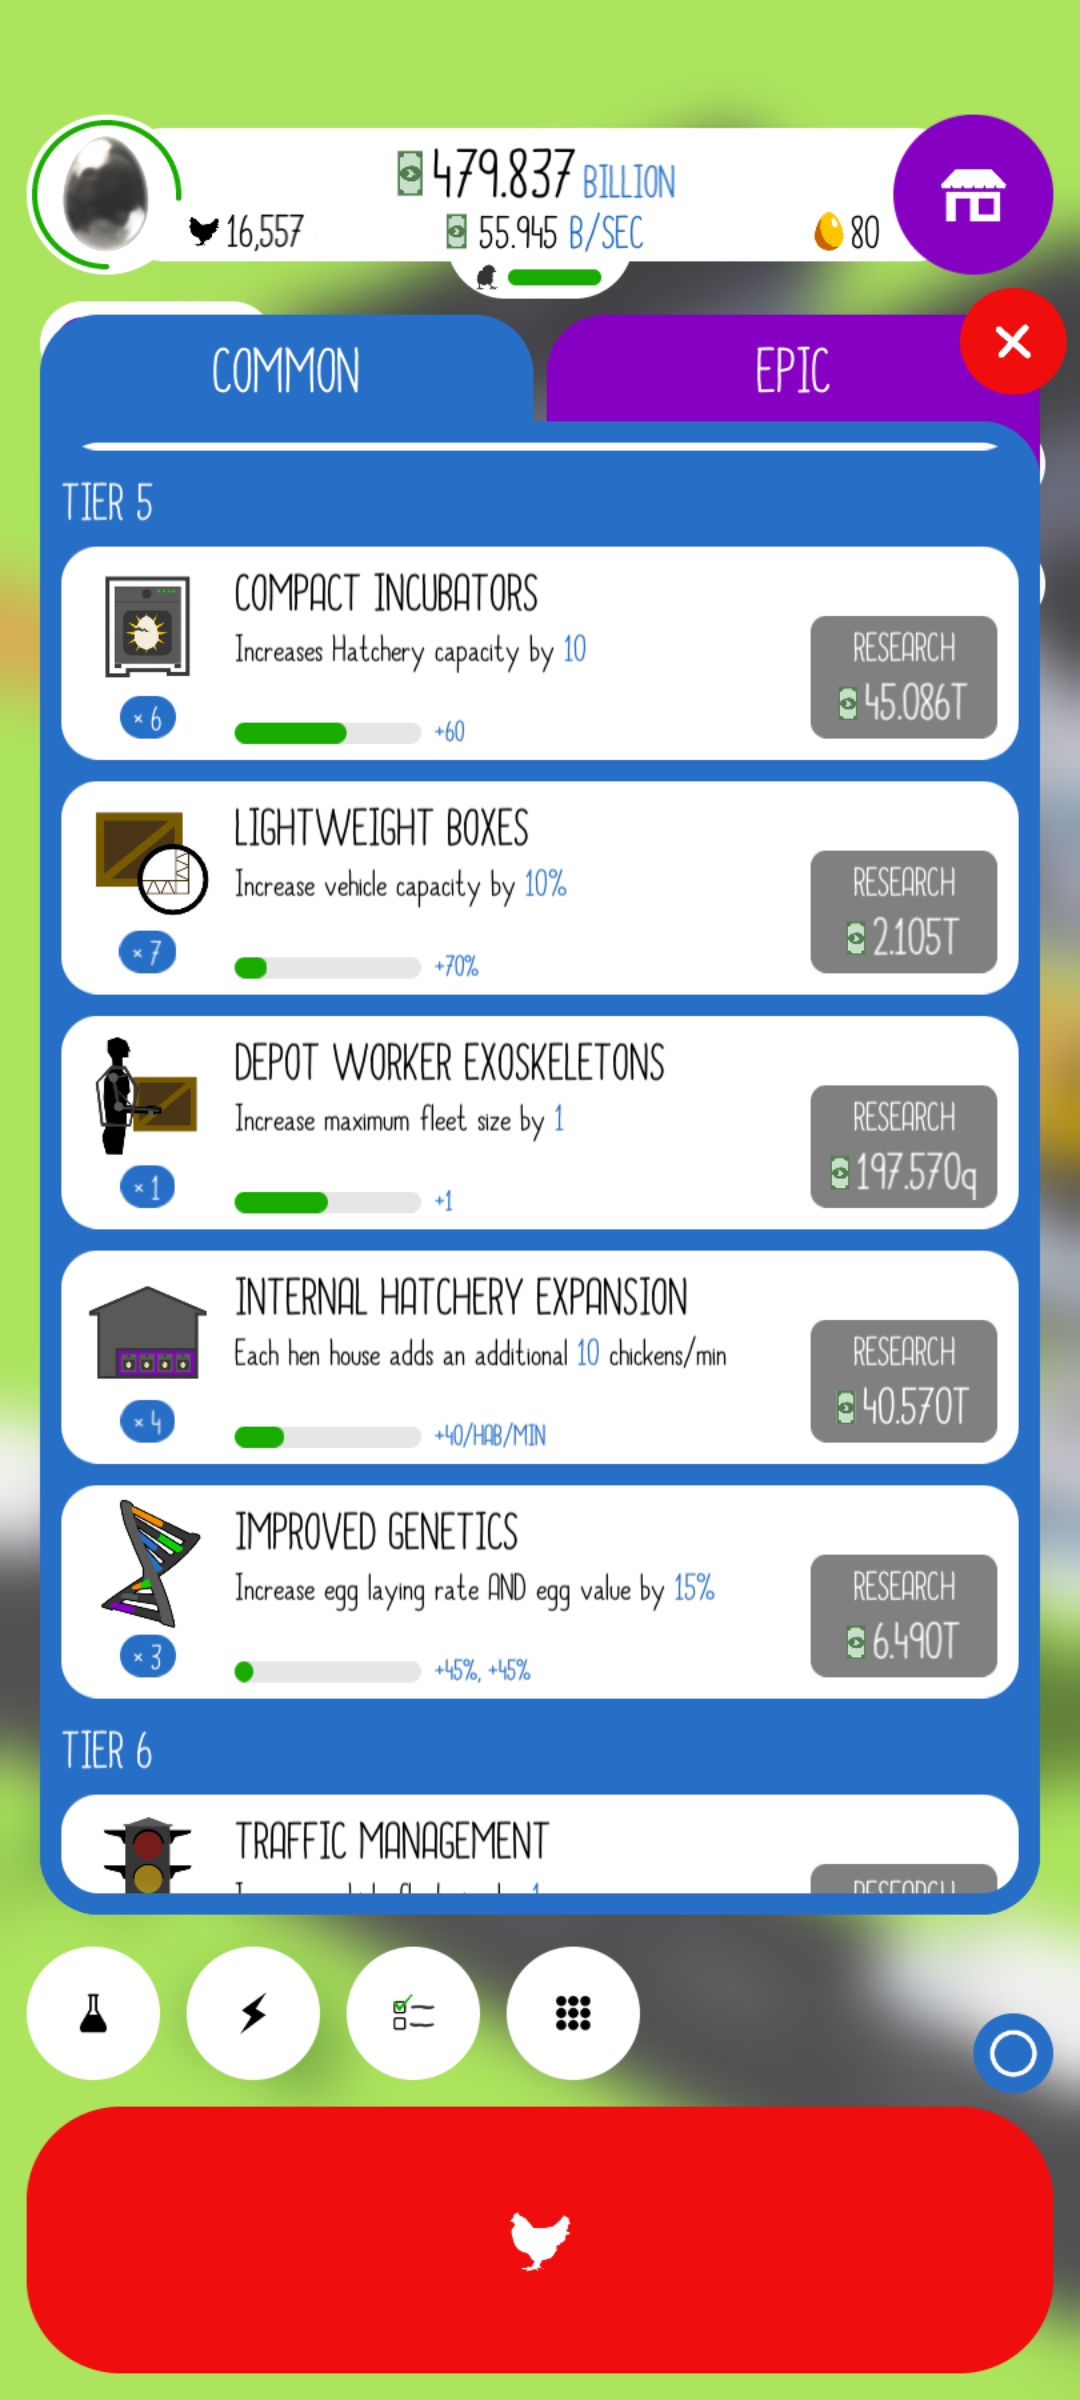 479.837 BILLION
16,557
55.945 B/SEC
80
COMMON
EPIC
TIER 5
COMPACT INCUBATORS
Increases Hatchery capacity by 10
RESEARCH
45.086T
× 6
+60
LIGHTWEIGHT BOXES
Increase vehicle capacity by 10%
RESEARCH
2.105T
× 7
+70%
DEPOT WORKER EXOSKELETONS
Increase maximum fleet size by 1
RESEARCH
197.570q
× 1
+1
INTERNAL HATCHERY EXPANSION
Each hen house adds an additional 10 chickens/min
RESEARCH
40.570T
× 4
+40/HAB/MIN
IMPROVED GENETICS
Increase egg laying rate AND egg value by 15%
RESEARCH
6.490T
× 3
+45%, +45%
TIER 6
TRAFFIC MANAGEMENT
RESEARCH